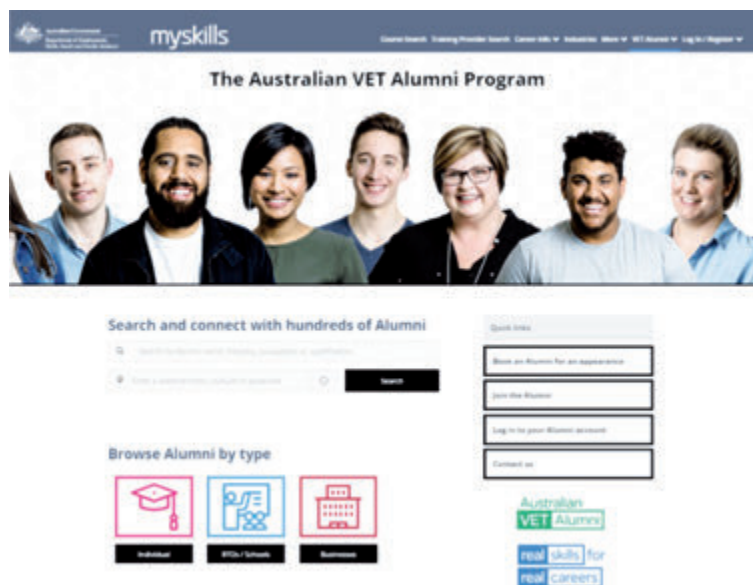 Australian Government
myskills
Course Search Training Provider Search Career Info Industries More VET Alumni Log In / Register
The Australian VET Alumni Program
Search and connect with hundreds of Alumni
Quick links
Book an Alumni for an appearance
Search
Join the Alumni
Log in to your Alumni account
Browse Alumni by type
Contact us
Individual
RTOs / Schools
Businesses
Australian
VET Alumni
real skills for
real careers